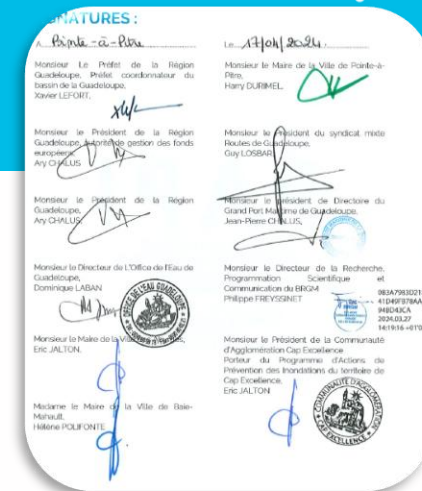 SIGNATURES :
A Pointe-à-Pitre
Le 17/04/2024.
Monsieur Le Préfet de la Région
Guadeloupe, Préfet coordonnateur du
bassin de la Guadeloupe,
Xavier LEFORT,
Monsieur le Maire de la Ville de Pointe-à-
Pitre,
Harry DURIMEL,
Monsieur le Président de la Région
Guadeloupe, autorité de gestion des fonds
européens,
Ary CHALUS
Monsieur le Président du syndicat mixte
Routes de Guadeloupe,
Guy LOSBAR,
Monsieur le Président de la Région
Guadeloupe,
Ary CHALUS,
Monsieur le président de Directoire du
Grand Port Maritime de Guadeloupe,
Jean-Pierre CHALUS,
Monsieur le Directeur de L'Office de l'Eau de
Guadeloupe,
Dominique LABAN
OFFICE DE L'EAU GUADELOUPE
Monsieur le Directeur de la Recherche,
Programmation Scientifique et
Communication du BRGM
Philippe FREYSSINET
2024.03.27
Monsieur le Maire de la Ville
Eric JALTON,
Monsieur le Président de la Communauté
d'Agglomération Cap Excellence
Porteur du Programme d'Actions de
Prévention des Inondations du territoire de
Cap Excellence,
Eric JALTON
COMMUNAUTÉ D'AGGLOMÉRATION
CAP EXCELLENCE
Madame le Maire de la Ville de Baie-
Mahault,
Hélène POLIFONTE